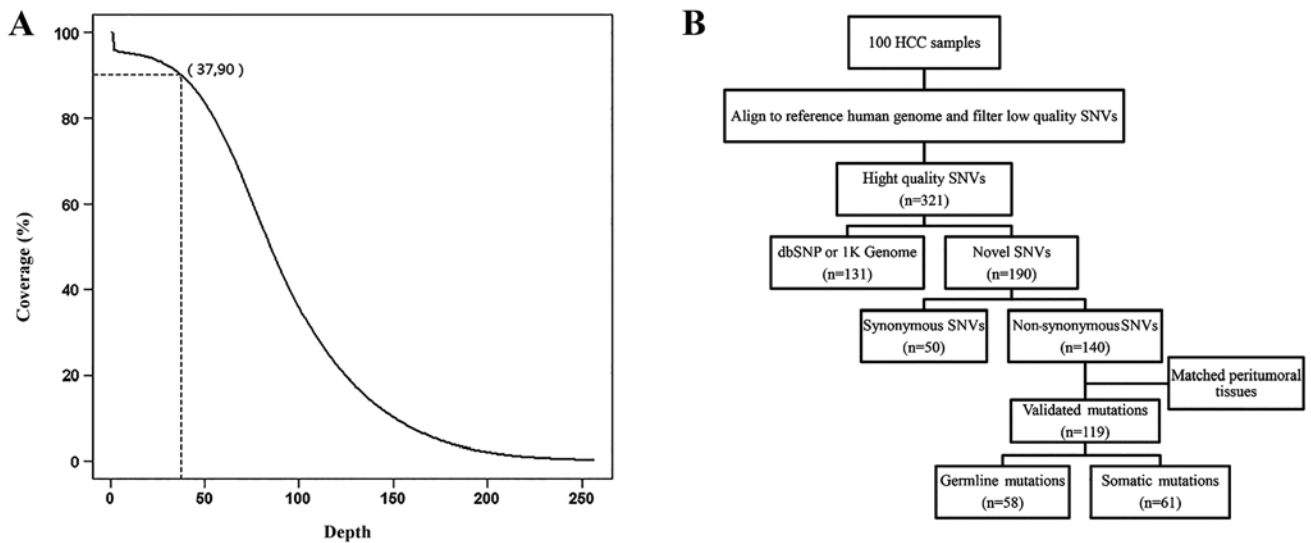 A
100
80
60
40
20
0
( 37,90 )
Coverage (%)
0 50 100 150 200 250
Depth
B
100 HCC samples
Align to reference human genome and filter low quality SNVs
Hight quality SNVs
(n=321)
dbSNP or 1K Genome
(n=131)
Novel SNVs
(n=190)
Synonymous SNVs
(n=50)
Non-synonymous SNVs
(n=140)
Matched peritumoral
tissues
Validated mutations
(n=119)
Germline mutations
(n=58)
Somatic mutations
(n=61)